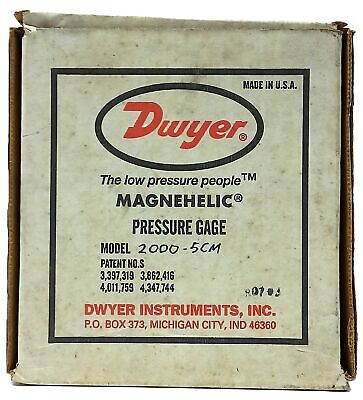 MADE IN U.S.A.
Dwyer®
The low pressure people™
MAGNEHELIC®
PRESSURE GAGE
MODEL 2000-5CM
PATENT NO.S
3,397,319 3,862,416
4,011,759 4,347,744
DWYER INSTRUMENTS, INC.
P.O. BOX 373, MICHIGAN CITY, IND 46360